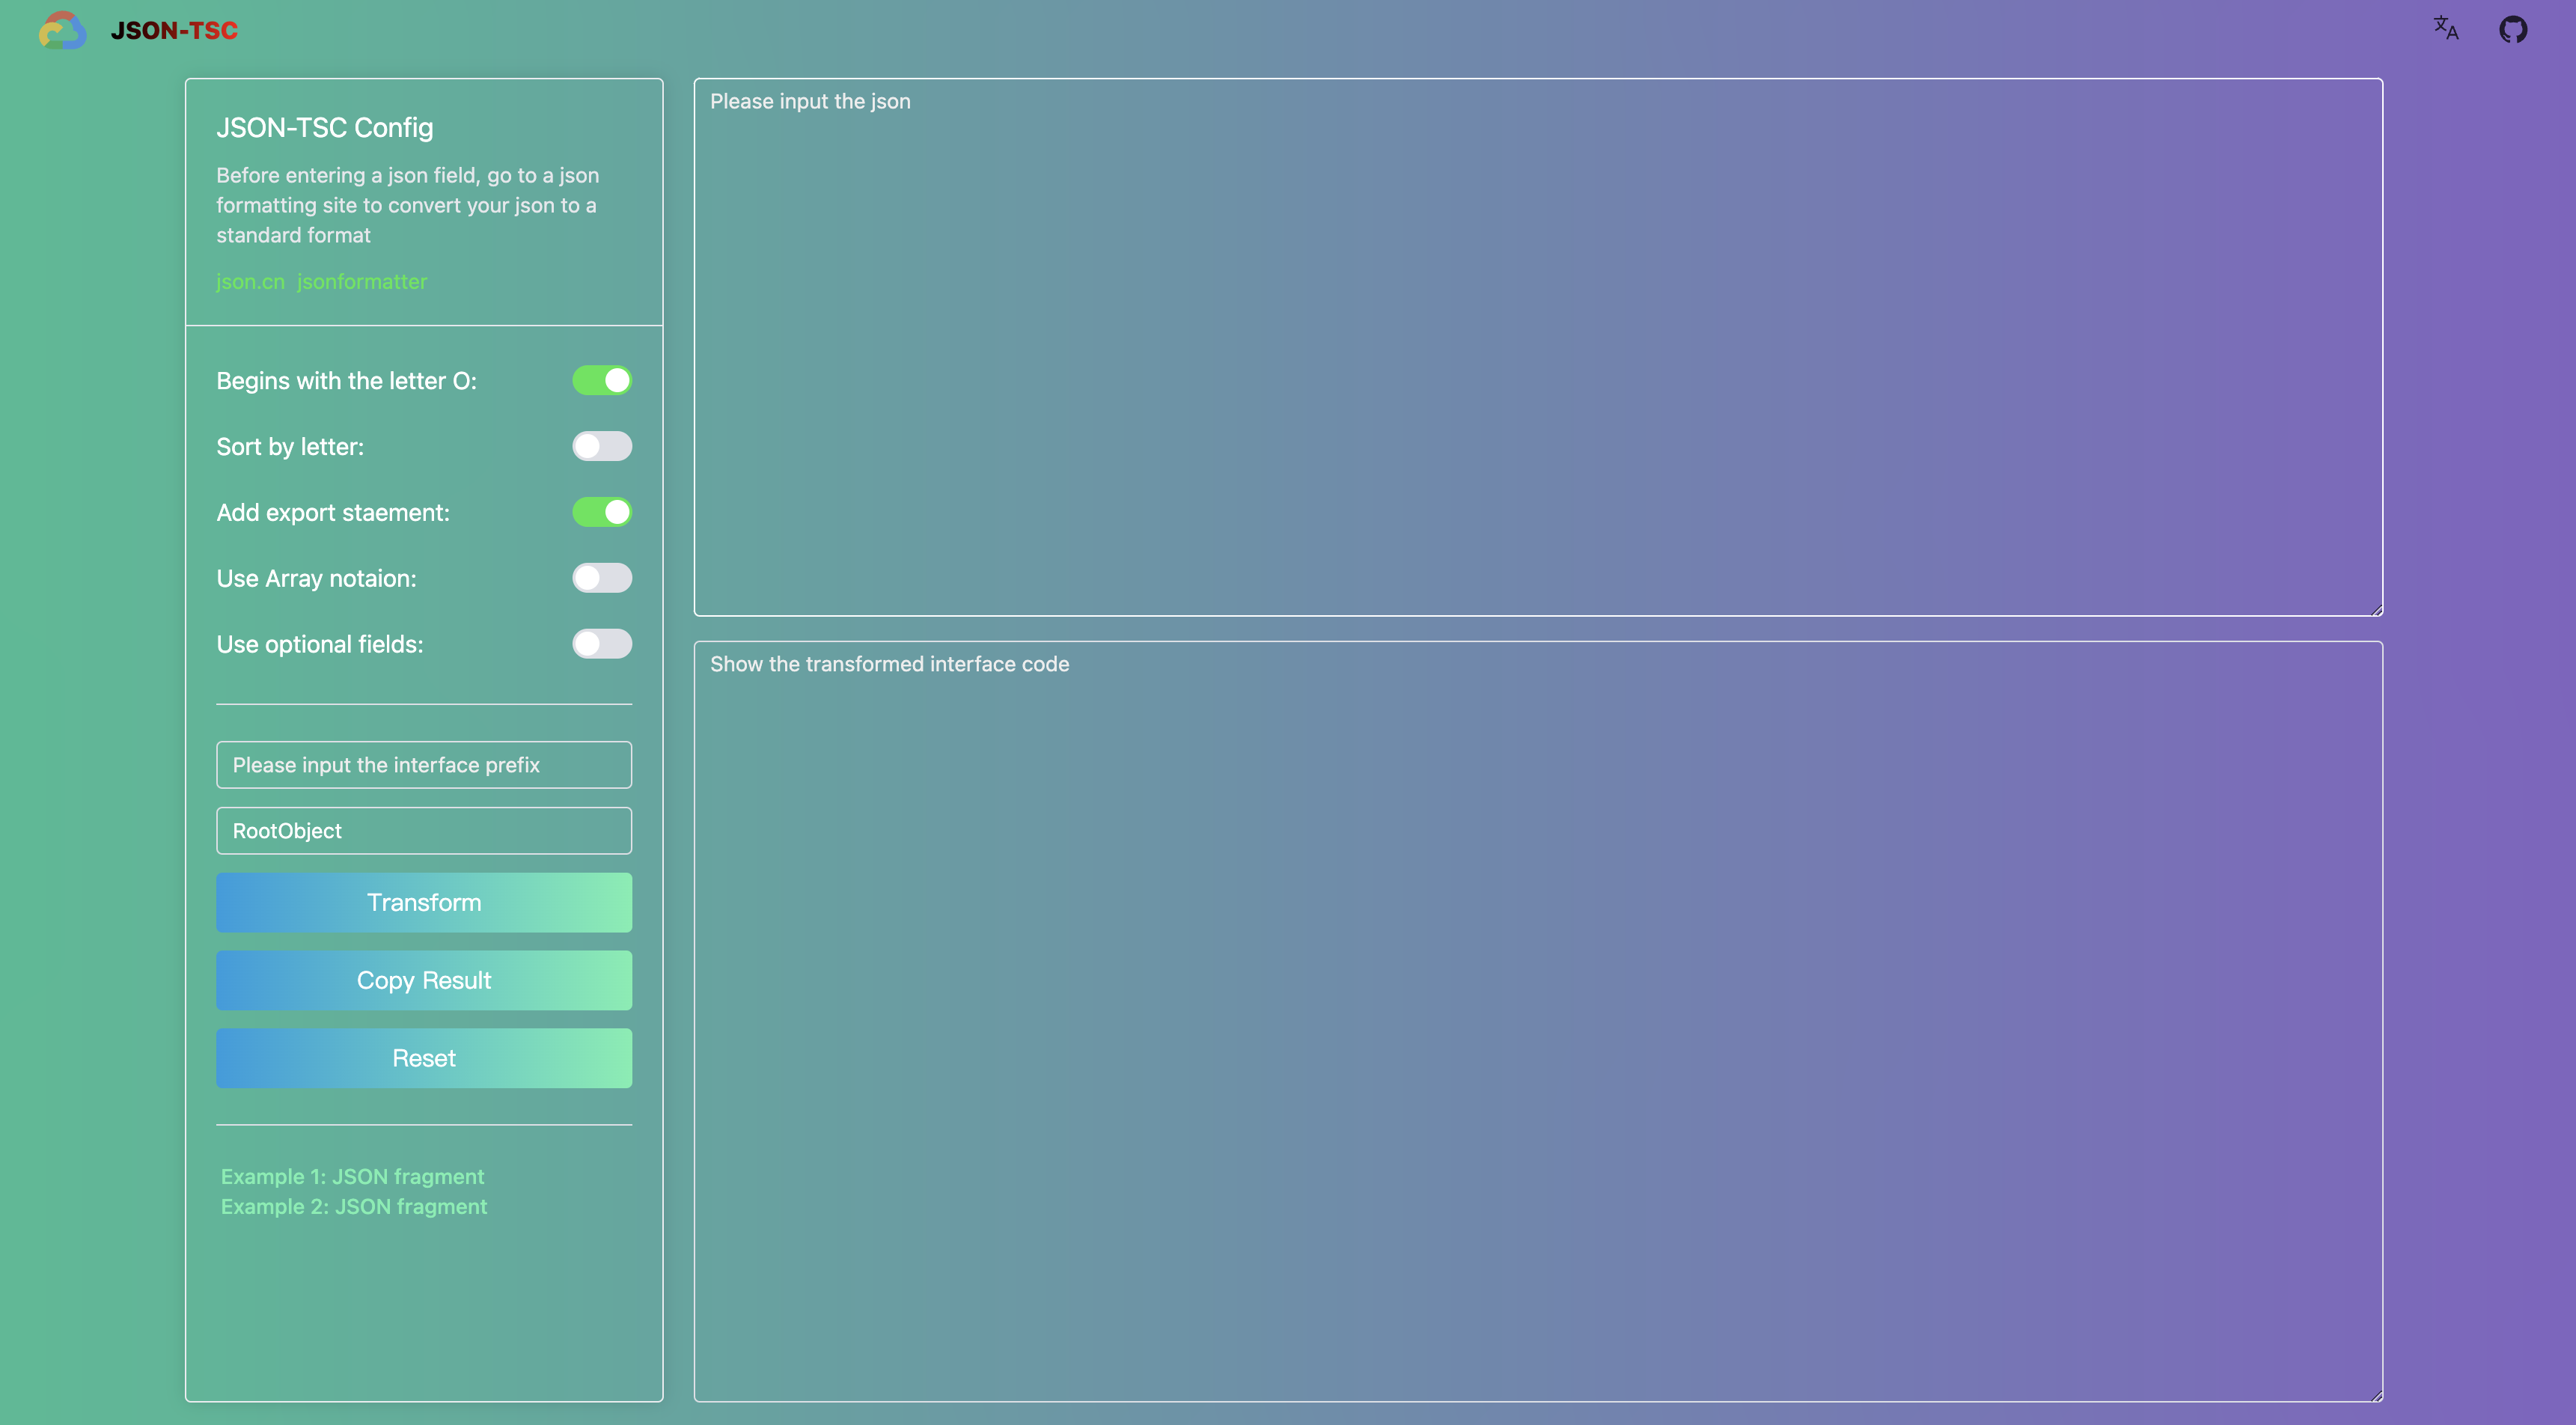 JSON-TSC
文A
JSON-TSC Config
Before entering a json field, go to a json
formatting site to convert your json to a
standard format
json.cn jsonformatter
Begins with the letter O:
Sort by letter:
Add export staement:
Use Array notaion:
Use optional fields:
Please input the interface prefix
RootObject
Transform
Copy Result
Reset
Example 1: JSON fragment
Example 2: JSON fragment
Please input the json
Show the transformed interface code